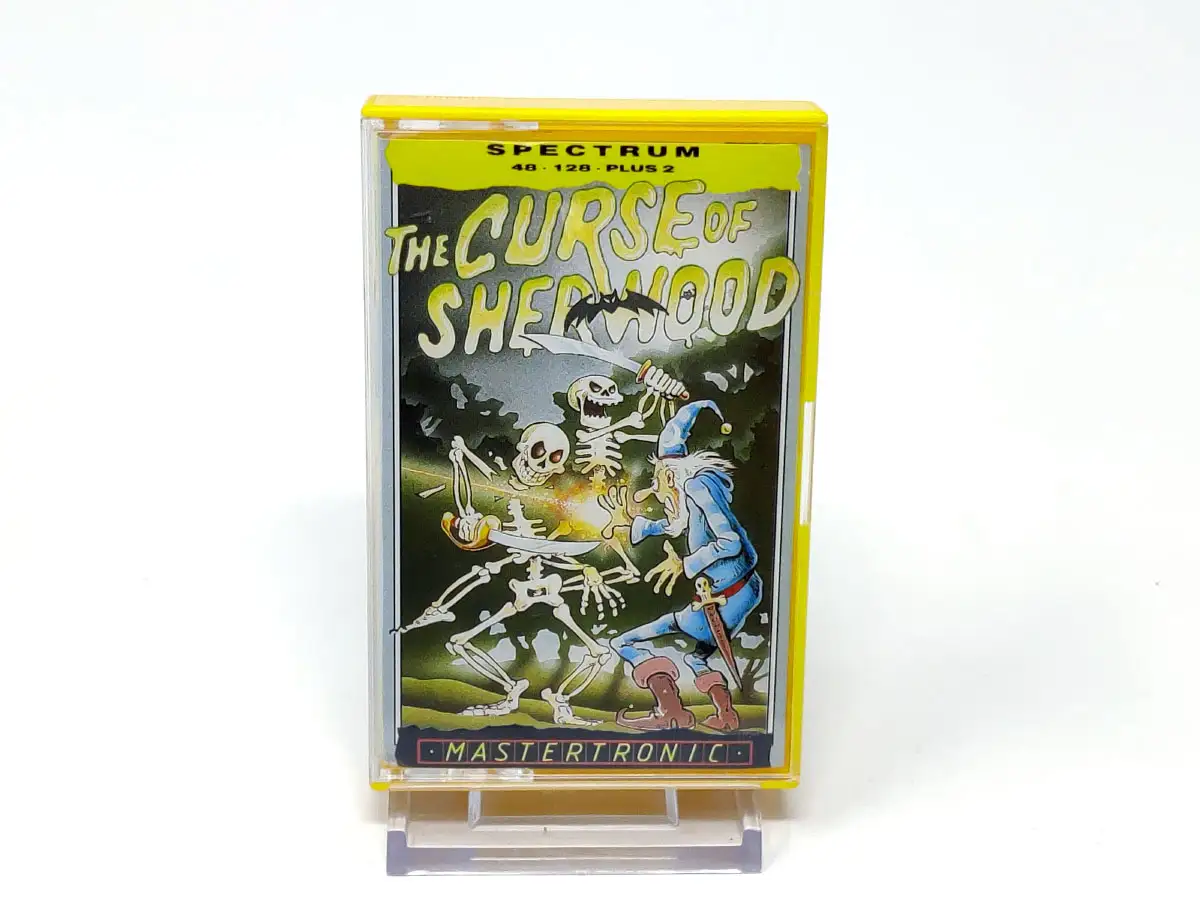 SPECTRUM
48 · 128 · PLUS 2
THE CURSE OF
SHERWOOD
· MASTERTRONIC ·